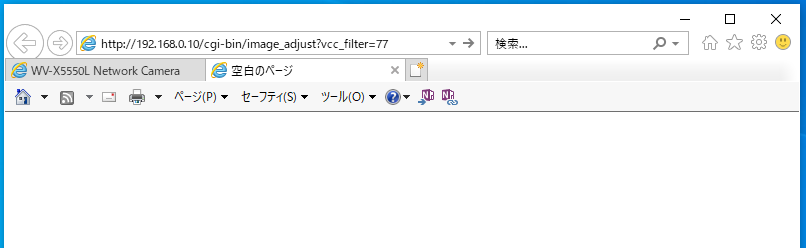 http://192.168.0.10/cgi-bin/image_adjust?vcc_filter=77 検索...
WV-X5550L Network Camera 空白のページ
ページ(P) セーフティ(S) ツール(O)